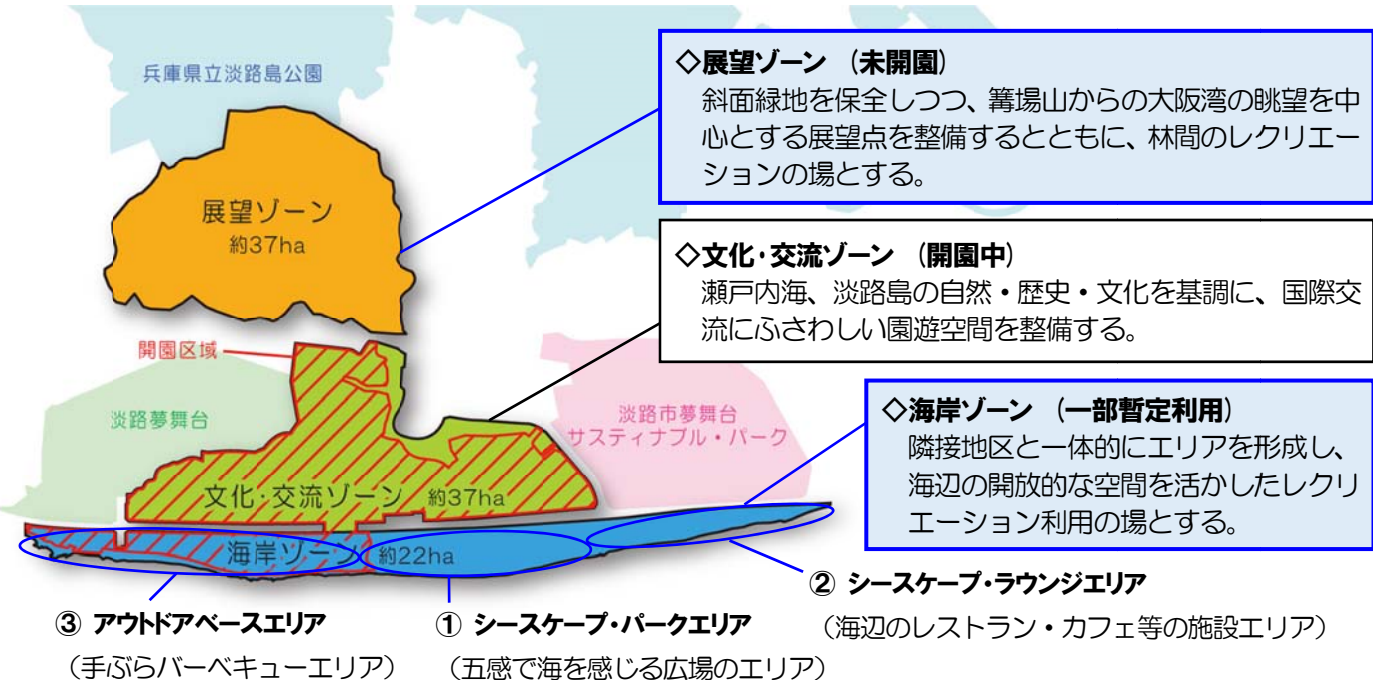 兵庫県立淡路島公園
◇展望ゾーン (未開園)
斜面緑地を保全しつつ、篝場山からの大阪湾の眺望を中
心とする展望点を整備するとともに、林間のレクリエー
ションの場とする。
展望ゾーン
約37ha
◇文化・交流ゾーン (開園中)
瀬戸内海、淡路島の自然・歴史・文化を基調に、国際交
流にふさわしい園遊空間を整備する。
開園区域
淡路夢舞台
淡路市夢舞台
サスティナブル・パーク
◇海岸ゾーン (一部暫定利用)
隣接地区と一体的にエリアを形成し、
海辺の開放的な空間を活かしたレクリ
エーション利用の場とする。
文化・交流ゾーン 約37ha
海岸ゾーン 約22ha
② シースケープ・ラウンジエリア
(海辺のレストラン・カフェ等の施設エリア)
③ アウトドアベースエリア
(手ぶらバーベキューエリア)
① シースケープ・パークエリア
(五感で海を感じる広場のエリア)